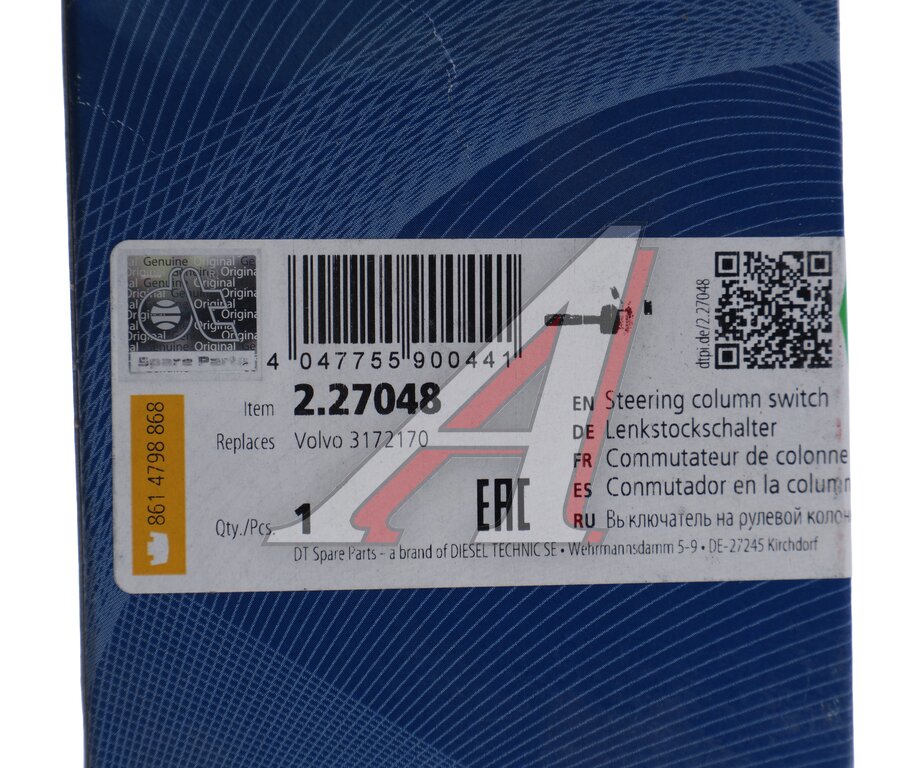 Genuine Original
Spare Parts
4 047755 900441
dtpi.de/2.27048
Item 2.27048
Replaces Volvo 3172170
861 4798 868
Qty./Pcs. 1
EAC
EN Steering column switch
DE Lenkstockschalter
FR Commutateur de colonne
ES Conmutador en la colum
RU Выключатель на рулевой колон
DT Spare Parts - a brand of DIESEL TECHNIC SE • Wehrmannsdamm 5-9 • DE-27245 Kirchdorf